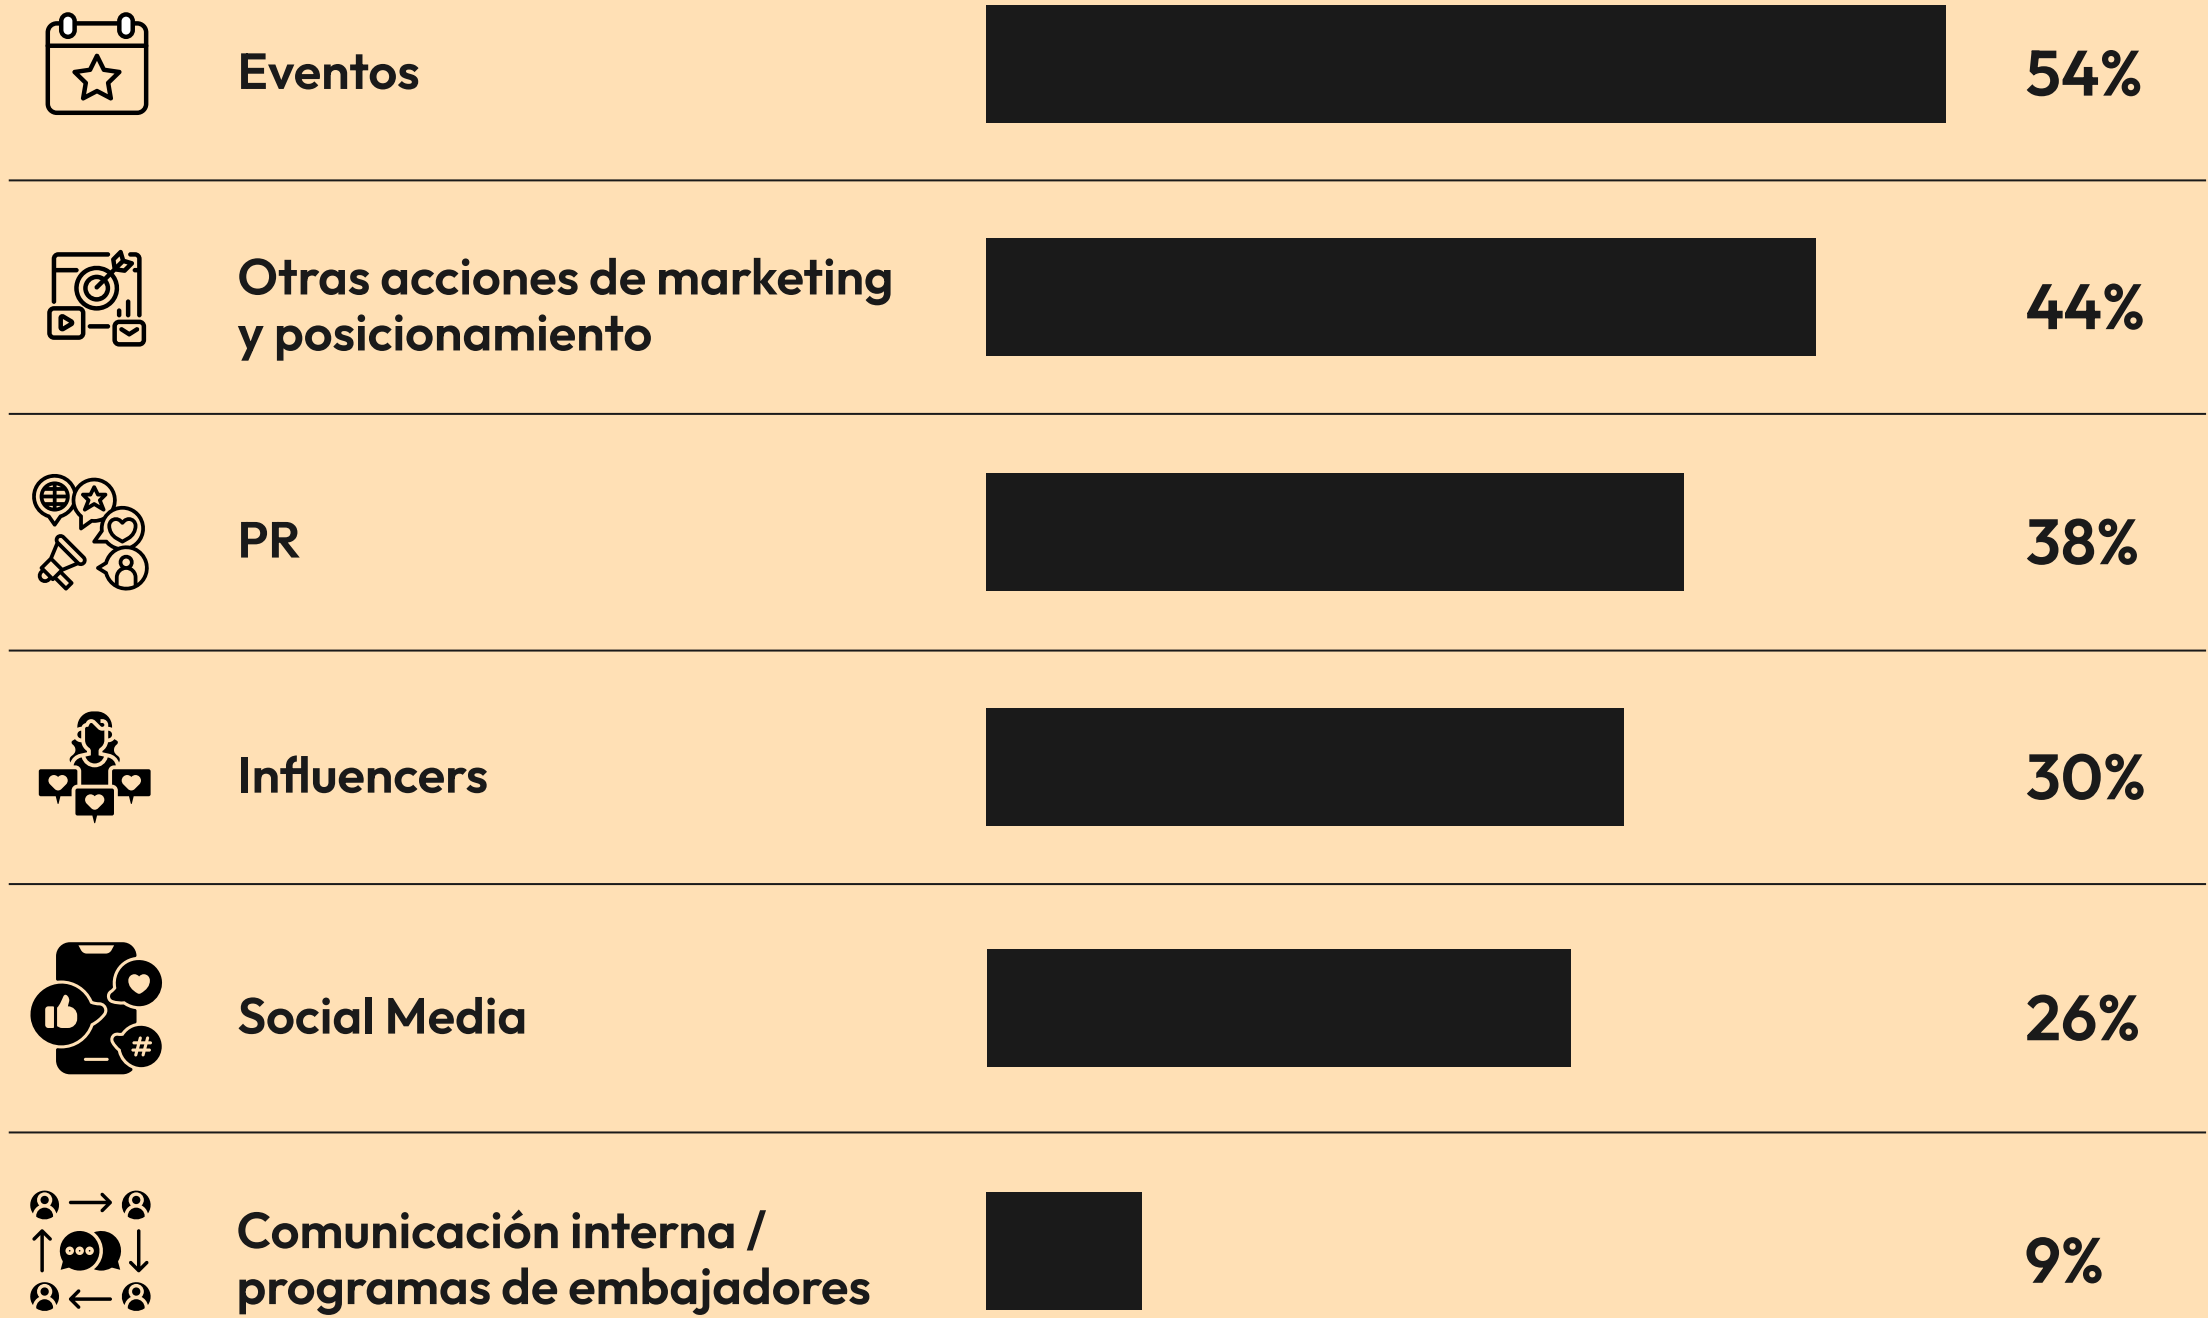 Eventos
54%
Otras acciones de marketing
y posicionamiento
44%
PR
38%
Influencers
30%
Social Media
26%
#
Comunicación interna /
programas de embajadores
9%